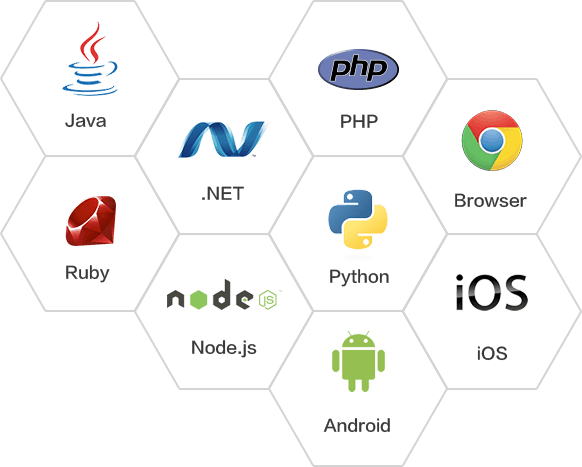 Java
php
PHP
.NET
Browser
Ruby
Python
node JS
Node.js
iOS
iOS
Android